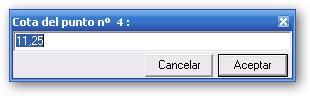 Cota del punto nº 4 :
11,25
Cancelar
Aceptar